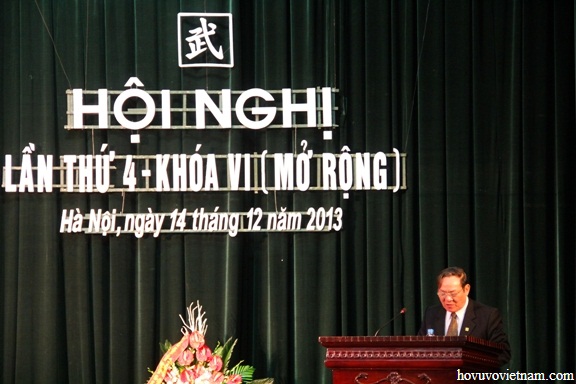 武
HỘI NGHỊ
LẦN THỨ 4 - KHÓA VI ( MỞ RỘNG )
Hà Nội, ngày 14 tháng 12 năm 2013
hovuvovietnam.com